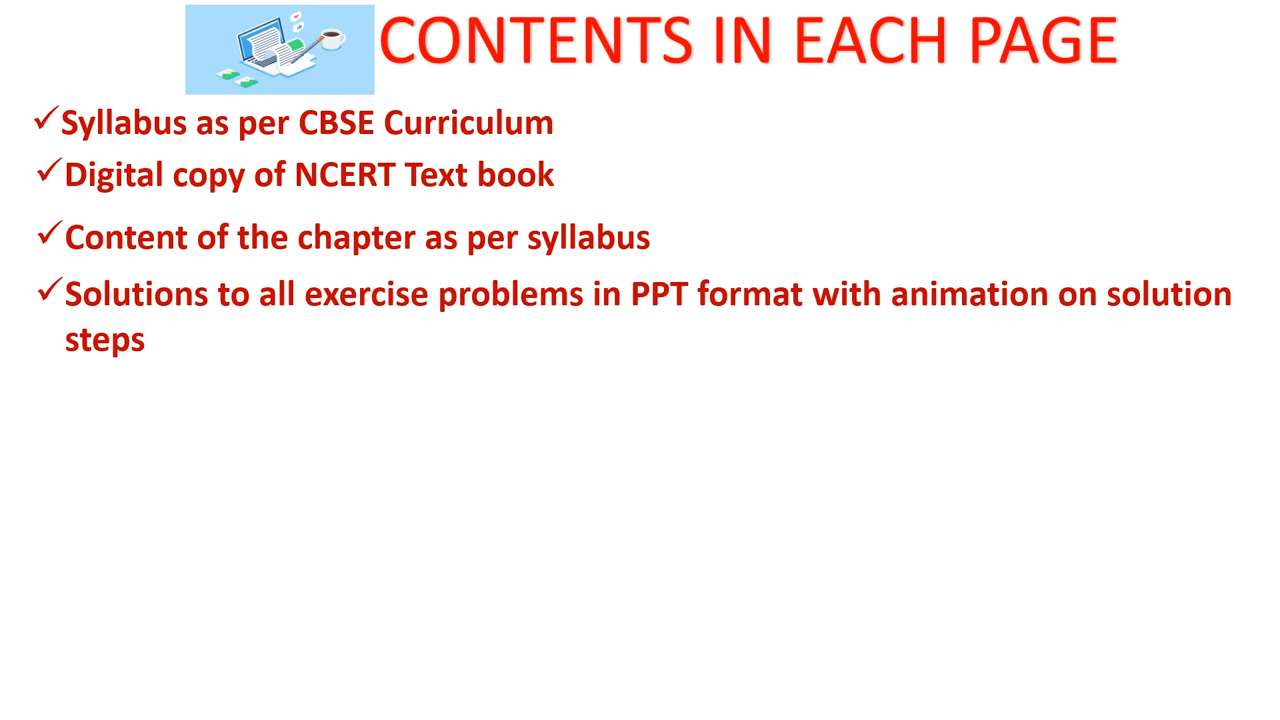 CONTENTS IN EACH PAGE
✓Syllabus as per CBSE Curriculum
✓Digital copy of NCERT Text book
✓Content of the chapter as per syllabus
✓Solutions to all exercise problems in PPT format with animation on solution
steps